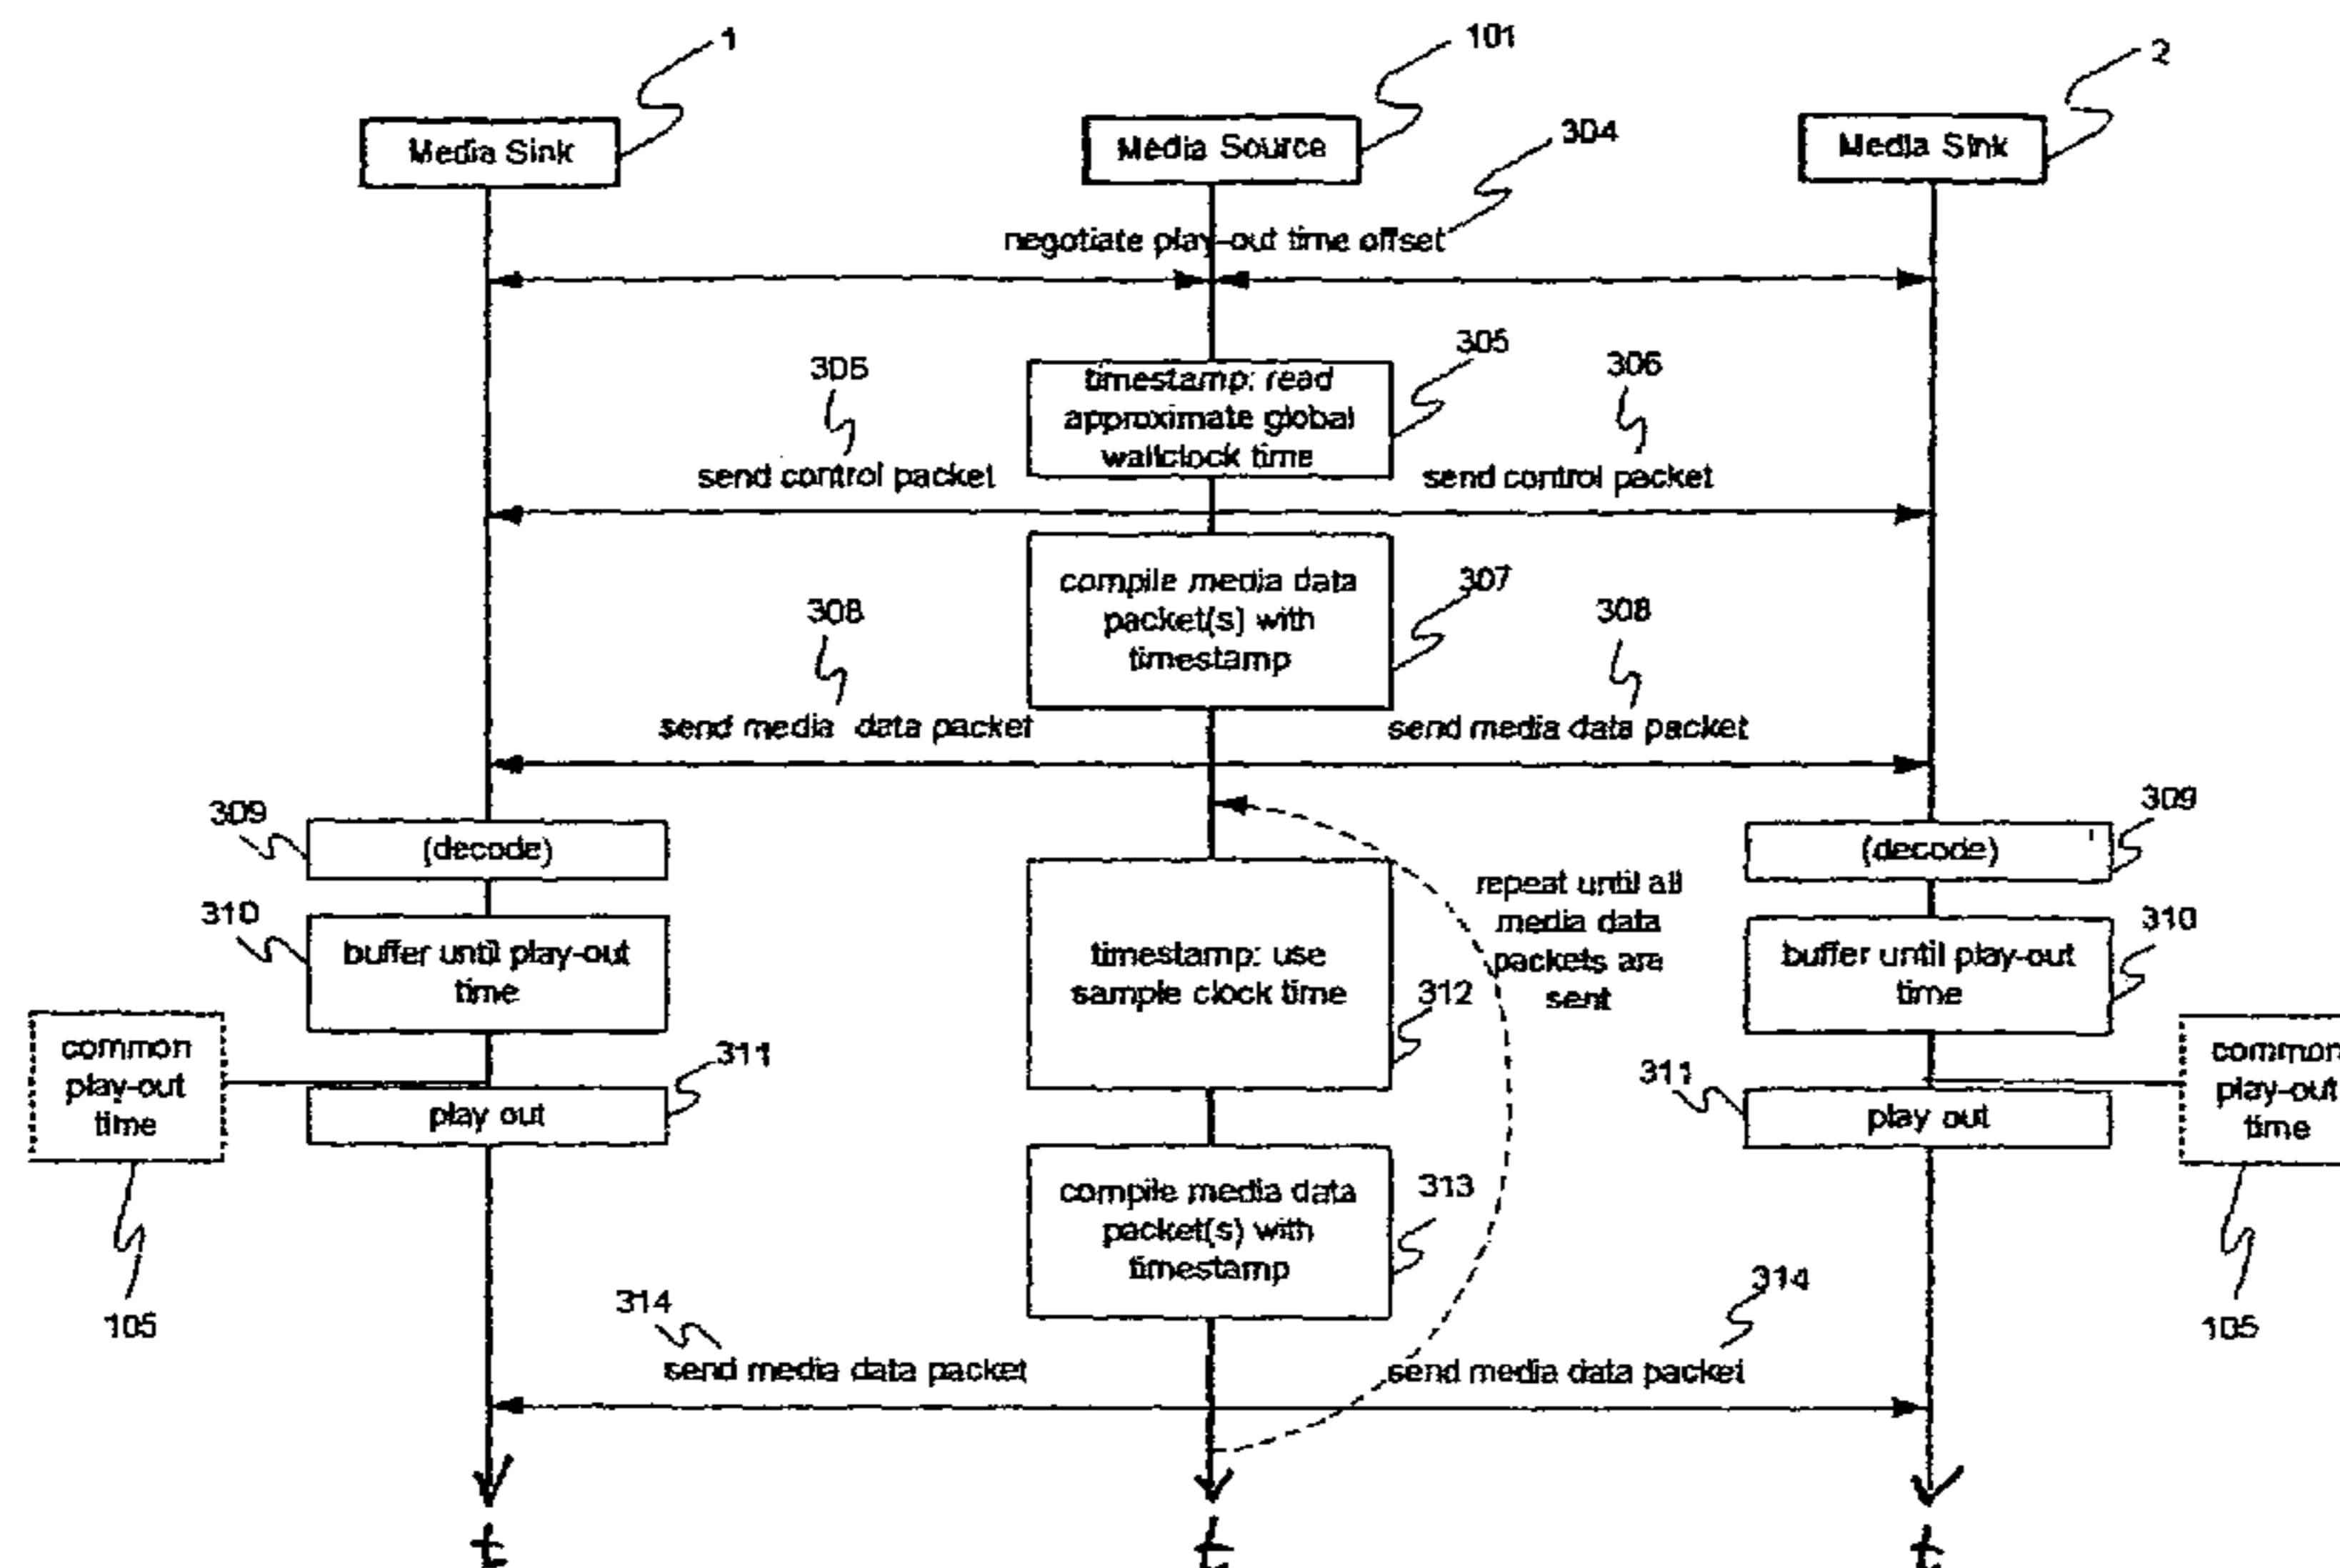 1
101
2
Media Sink
Media Source
Media Sink
304
negotiate play-out time offset
305
timestamp: read
approximate global
wallclock time
306
306
send control packet
send control packet
307
compile media data
packet(s) with
timestamp
308
308
send media data packet
send media data packet
309
(decode)
309
(decode)
310
buffer until play-out
time
310
buffer until play-out
time
repeat until all
media data
packets are
sent
timestamp: use
sample clock time
312
common
play-out
time
311
play out
311
play out
common
play-out
time
compile media data
packet(s) with
timestamp
313
105
105
314
314
send media data packet
send media data packet
t
t
t